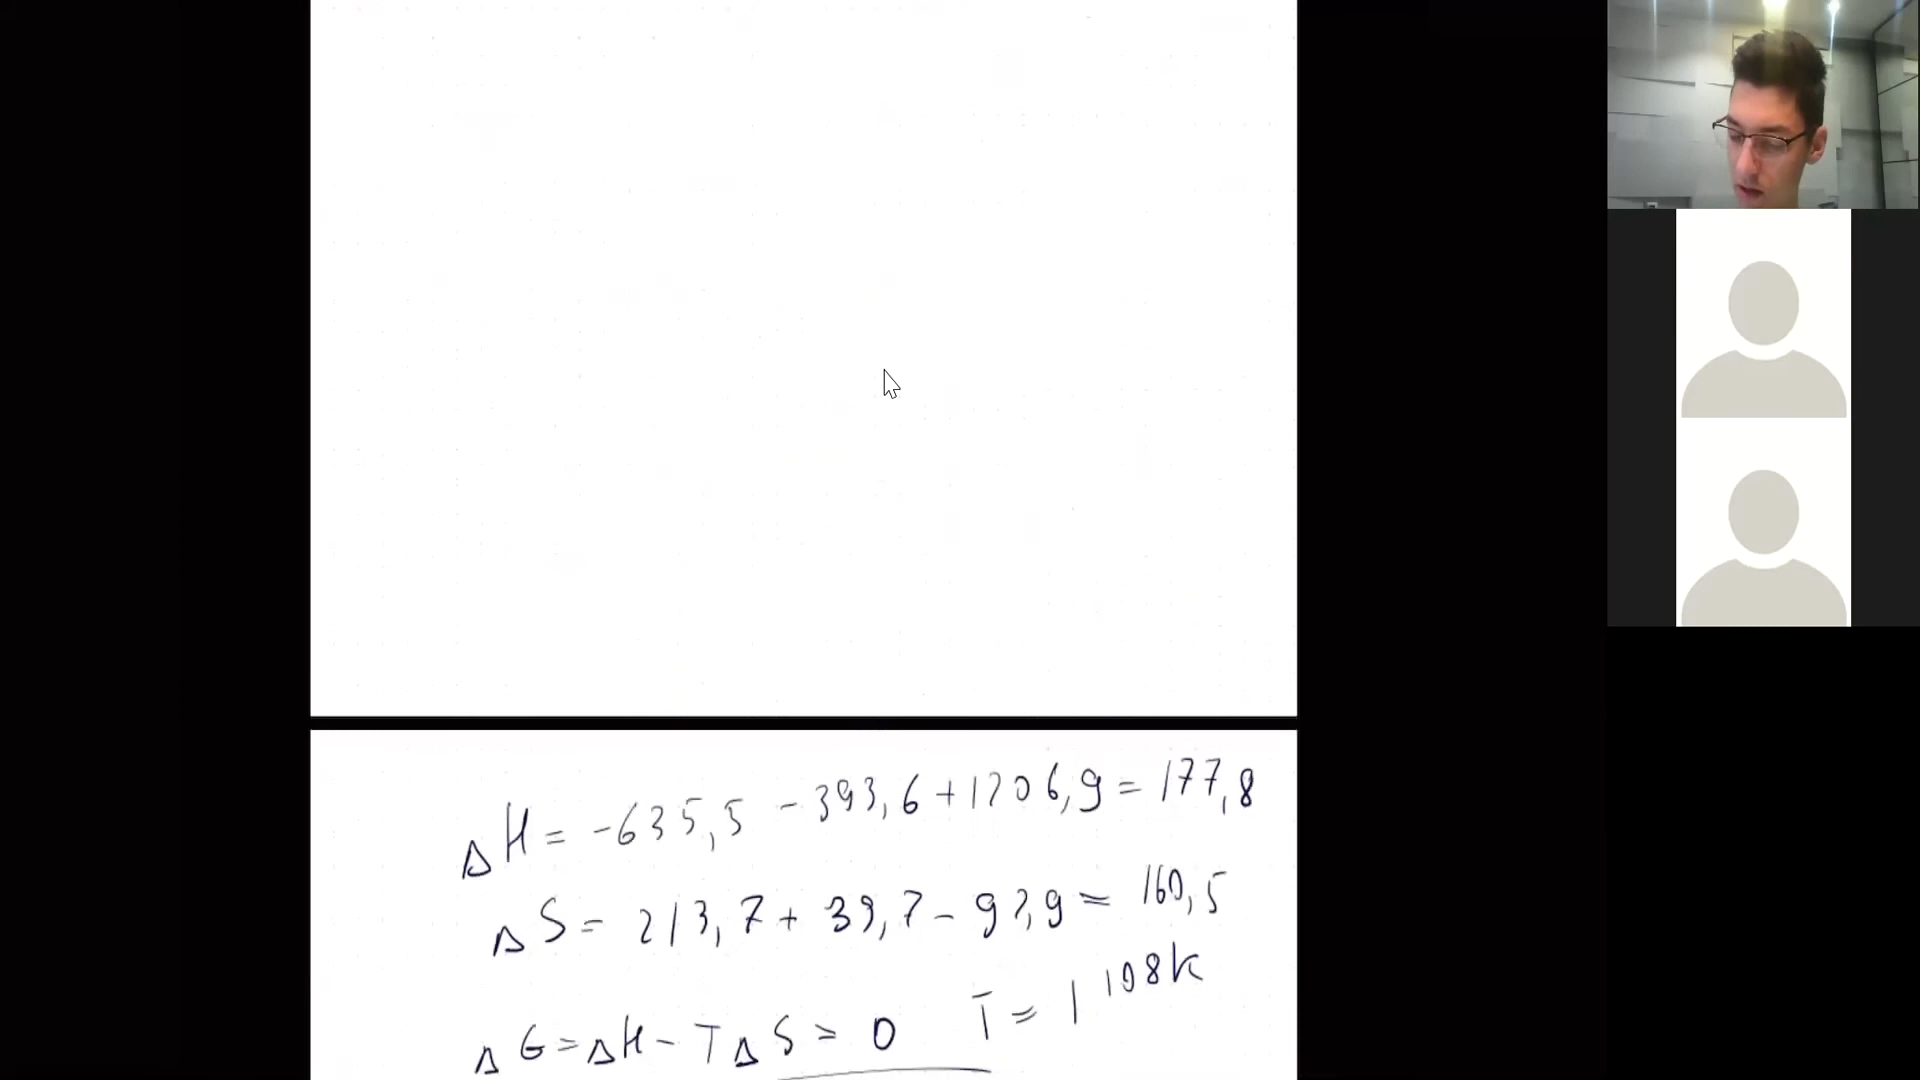 ΔH = -635,5 - 393,6 + 1206,9 = 177,8
ΔS = 213,7 + 39,7 - 92,9 = 160,5
ΔG = ΔH - TΔS = 0 T = 1108K